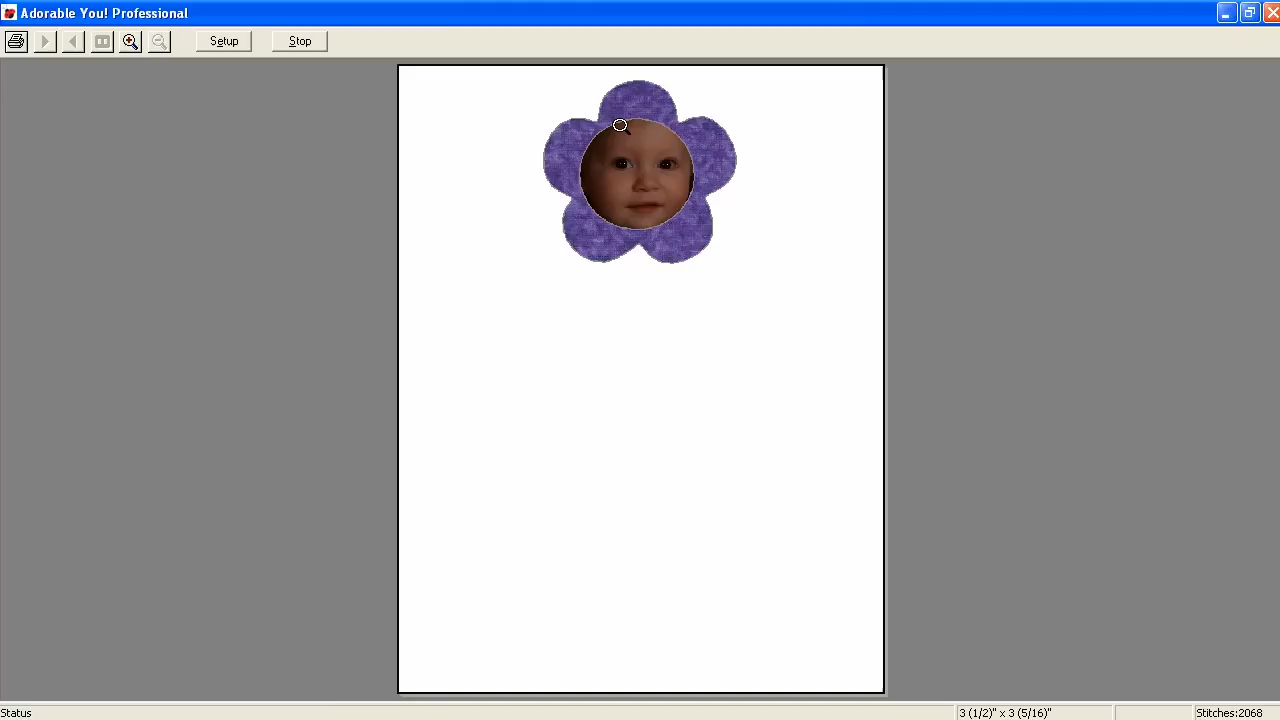 Adorable You! Professional
Setup
Stop
Status
3 (1/2)" x 3 (5/16)"
Stitches:2068